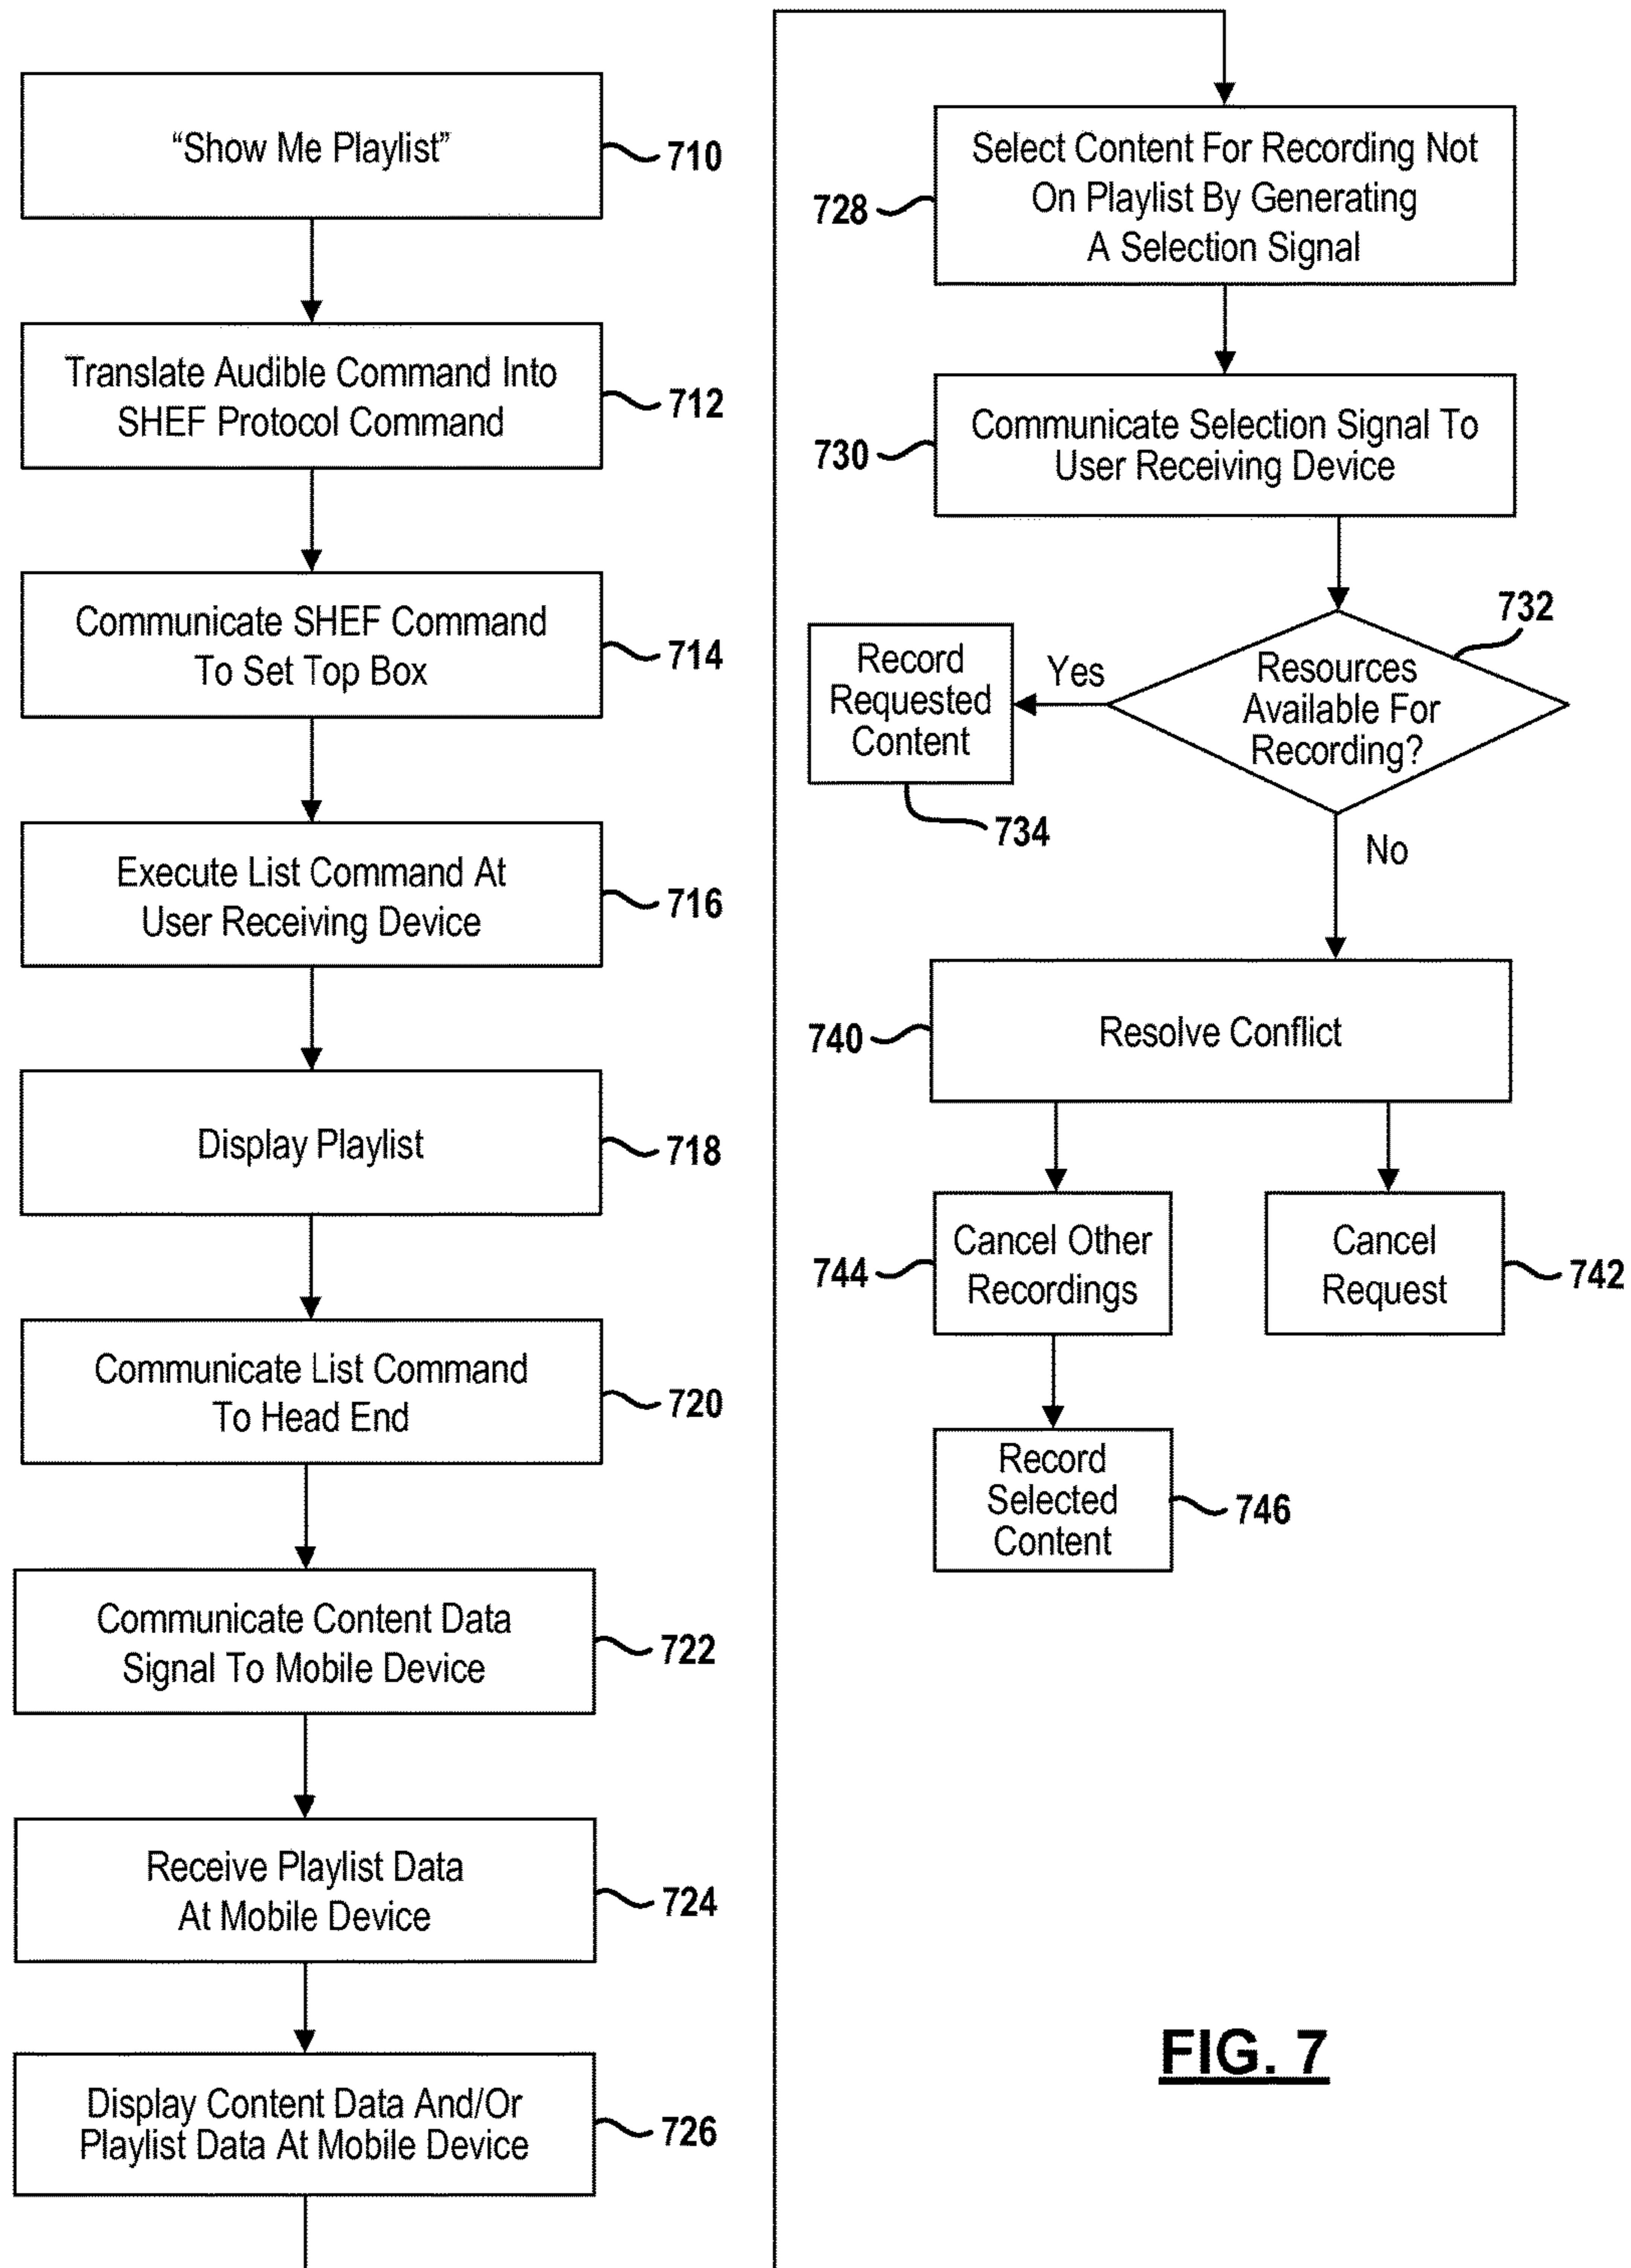 “Show Me Playlist”
710
Translate Audible Command Into
SHEF Protocol Command
712
Communicate SHEF Command
To Set Top Box
714
Execute List Command At
User Receiving Device
716
Display Playlist
718
Communicate List Command
To Head End
720
Communicate Content Data
Signal To Mobile Device
722
Receive Playlist Data
At Mobile Device
724
Display Content Data And/Or
Playlist Data At Mobile Device
726
Select Content For Recording Not
On Playlist By Generating
A Selection Signal
728
Communicate Selection Signal To
User Receiving Device
730
Resources
Available For
Recording?
732
Yes
Record
Requested
Content
734
No
Resolve Conflict
740
Cancel Other
Recordings
744
Cancel
Request
742
Record
Selected
Content
746
FIG. 7